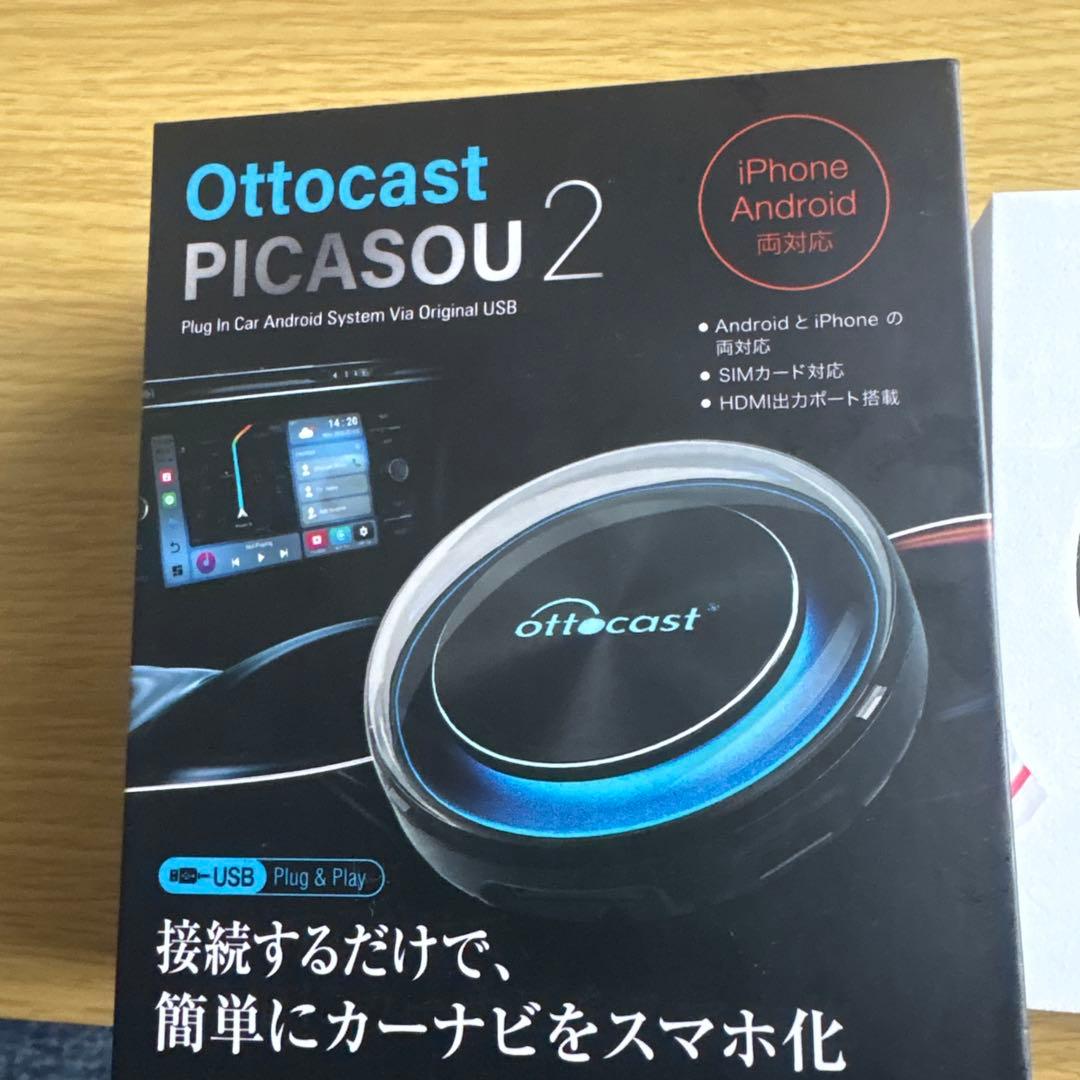 Ottocast
PICASOU 2
Plug In Car Android System Via Original USB
iPhone
Android
両対応
● Android と iPhone の
両対応
● SIMカード対応
● HDMI出力ポート搭載
14:26
ottocast
USB Plug & Play
接続するだけで、
簡単にカーナビをスマホ化